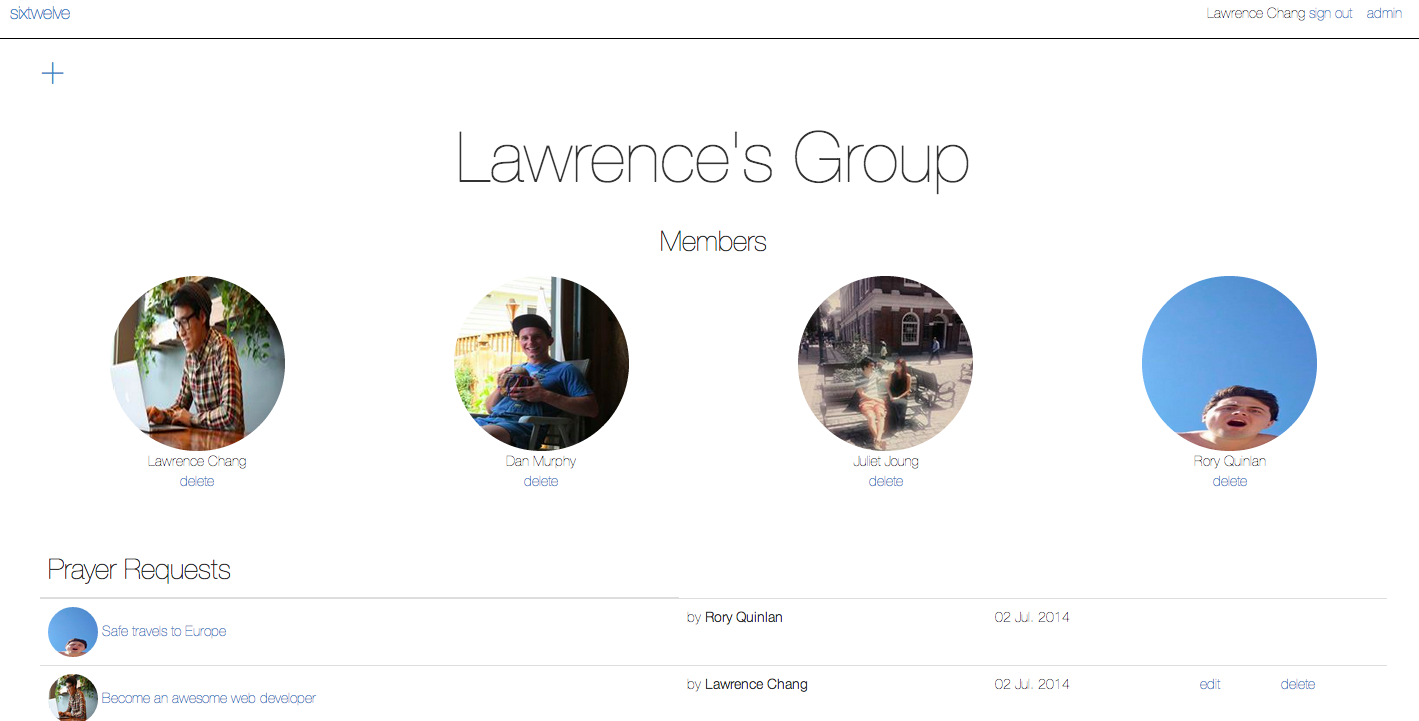 sixtwelve Lawrence Chang sign out admin
+
Lawrence's Group
Members
Lawrence Chang Dan Murphy Juliet Joung Rory Quinlan
delete delete delete delete
Prayer Requests
Safe travels to Europe by Rory Quinlan 02 Jul. 2014
Become an awesome web developer by Lawrence Chang 02 Jul. 2014 edit delete